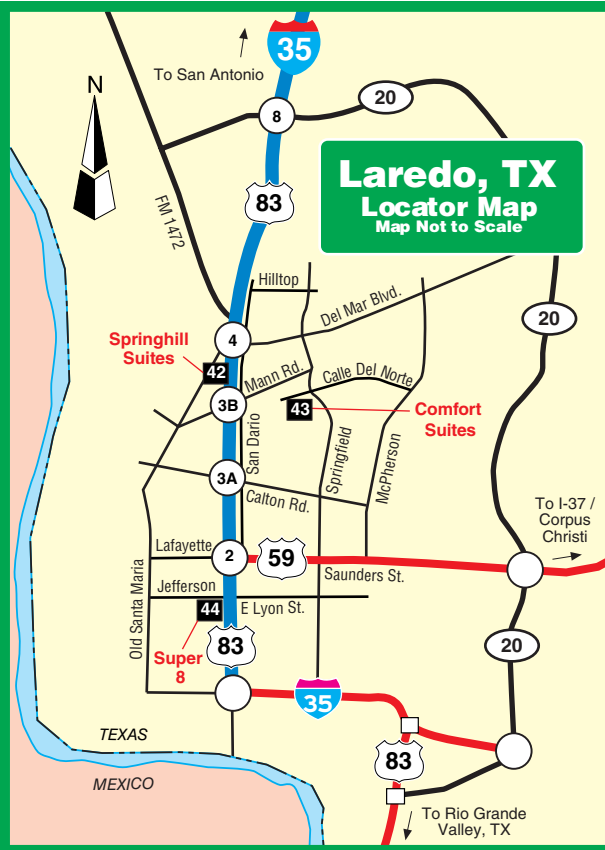 35
To San Antonio
20
8
N
Laredo, TX
Locator Map
Map Not to Scale
83
FM 1472
Hilltop
Del Mar Blvd.
20
4
Springhill
Suites
42
Mann Rd.
Calle Del Norte
3B
43
Comfort
Suites
San Dario
Springfield
McPherson
3A
Calton Rd.
To I-37 /
Corpus
Christi
Lafayette
2
59
Saunders St.
Old Santa Maria
Jefferson
44
E Lyon St.
83
20
Super
8
35
TEXAS
83
MEXICO
To Rio Grande
Valley, TX